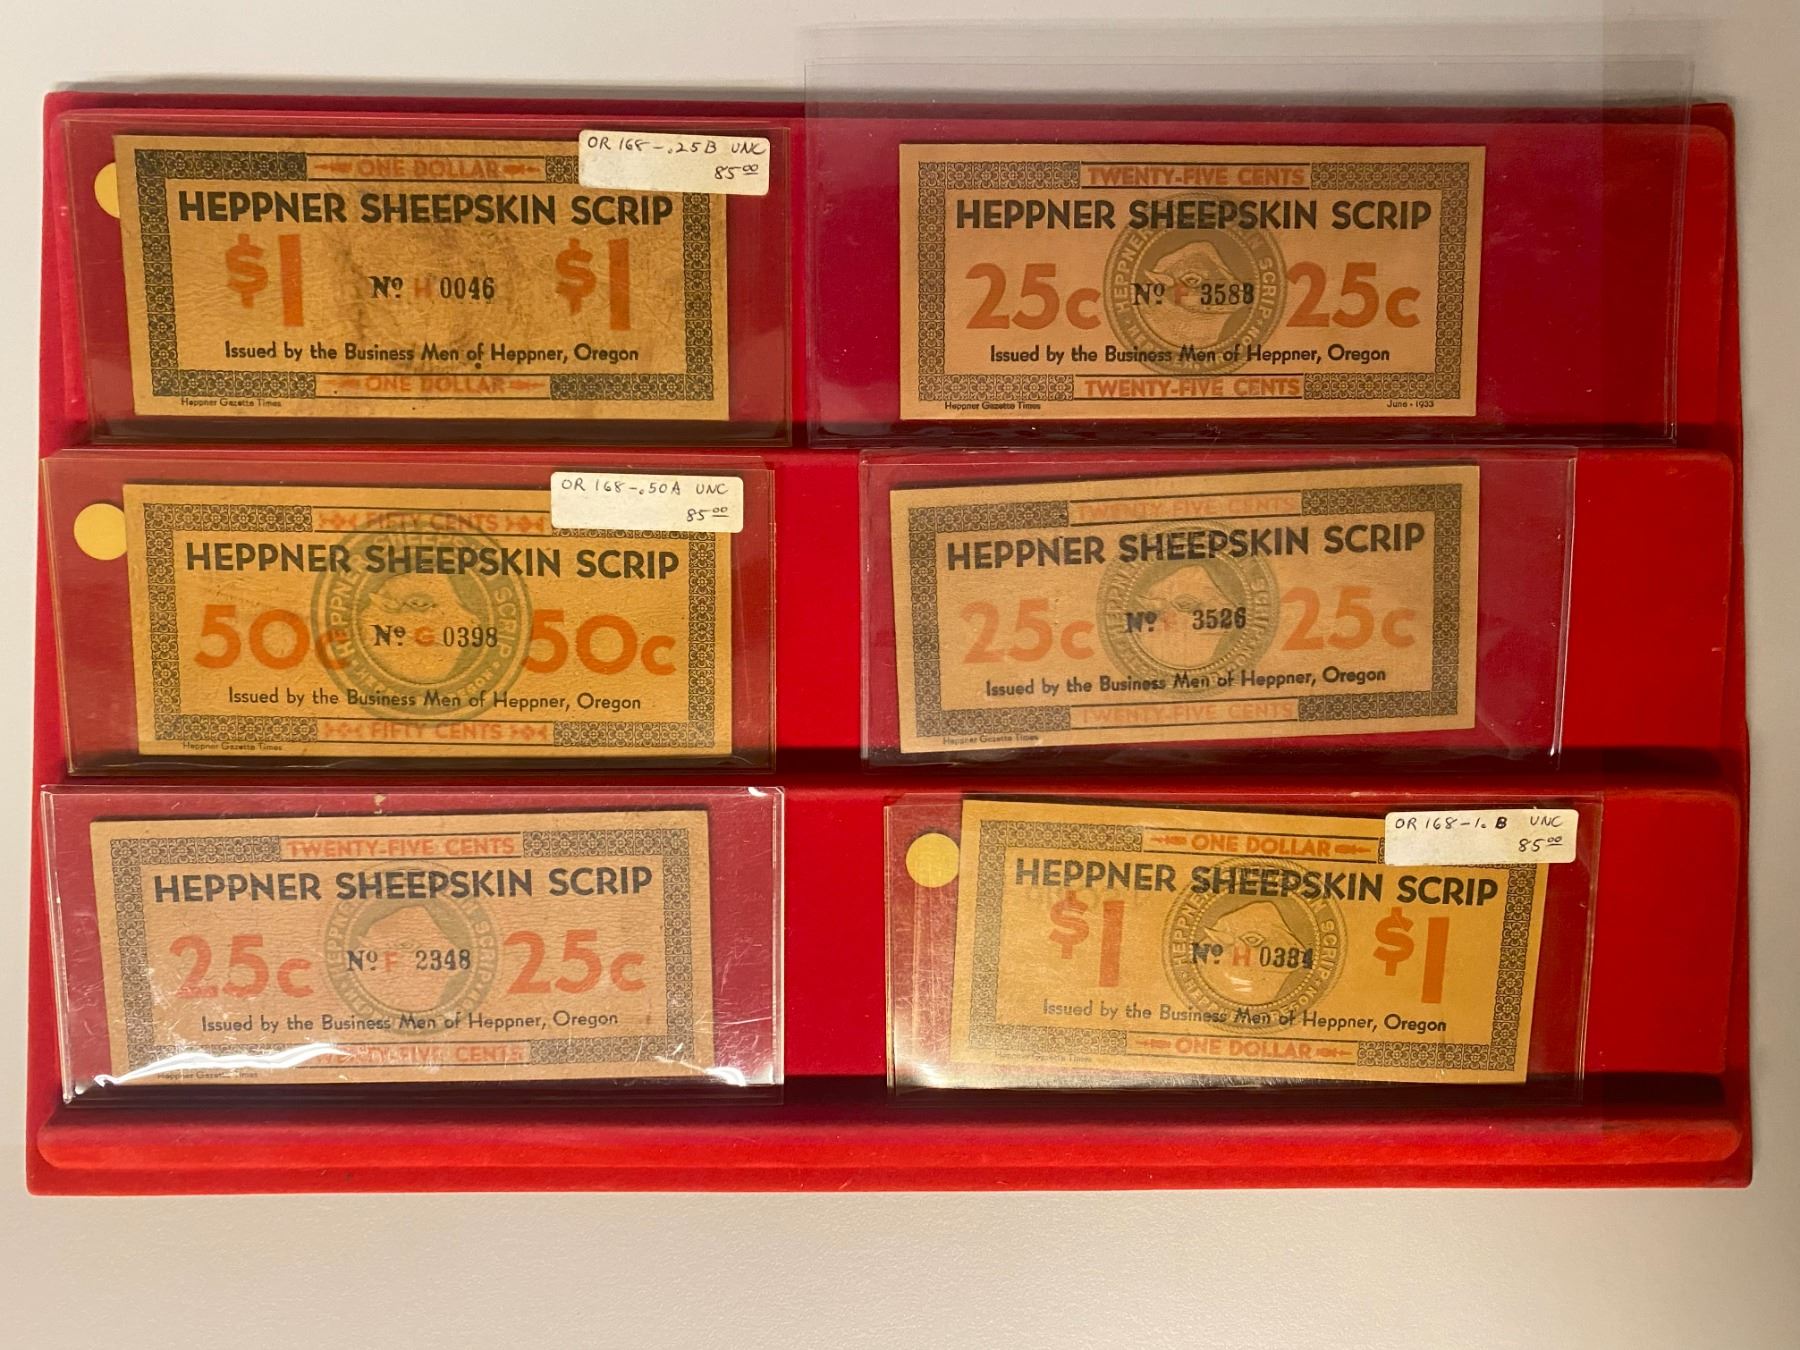 OR 168-.25B UNC
85.00
ONE DOLLAR
HEPPNER SHEEPSKIN SCRIP
$1 $1
No H 0046
Issued by the Business Men of Heppner, Oregon
ONE DOLLAR
Heppner Gazette Times
TWENTY-FIVE CENTS
HEPPNER SHEEPSKIN SCRIP
25c 25c
No F 3588
Issued by the Business Men of Heppner, Oregon
TWENTY-FIVE CENTS
Heppner Gazette Times
June - 1933
OR 168-.50A UNC
85.00
FIFTY CENTS
HEPPNER SHEEPSKIN SCRIP
50c 50c
No G 0398
Issued by the Business Men of Heppner, Oregon
FIFTY CENTS
Heppner Gazette Times
TWENTY-FIVE CENTS
HEPPNER SHEEPSKIN SCRIP
25c 25c
No F 3526
Issued by the Business Men of Heppner, Oregon
TWENTY-FIVE CENTS
Heppner Gazette Times
TWENTY-FIVE CENTS
HEPPNER SHEEPSKIN SCRIP
25c 25c
No F 2348
Issued by the Business Men of Heppner, Oregon
TWENTY-FIVE CENTS
Heppner Gazette Times
OR 168-1. B UNC
85.00
ONE DOLLAR
HEPPNER SHEEPSKIN SCRIP
$1 $1
No H 0384
Issued by the Business Men of Heppner, Oregon
ONE DOLLAR
Heppner Gazette Times